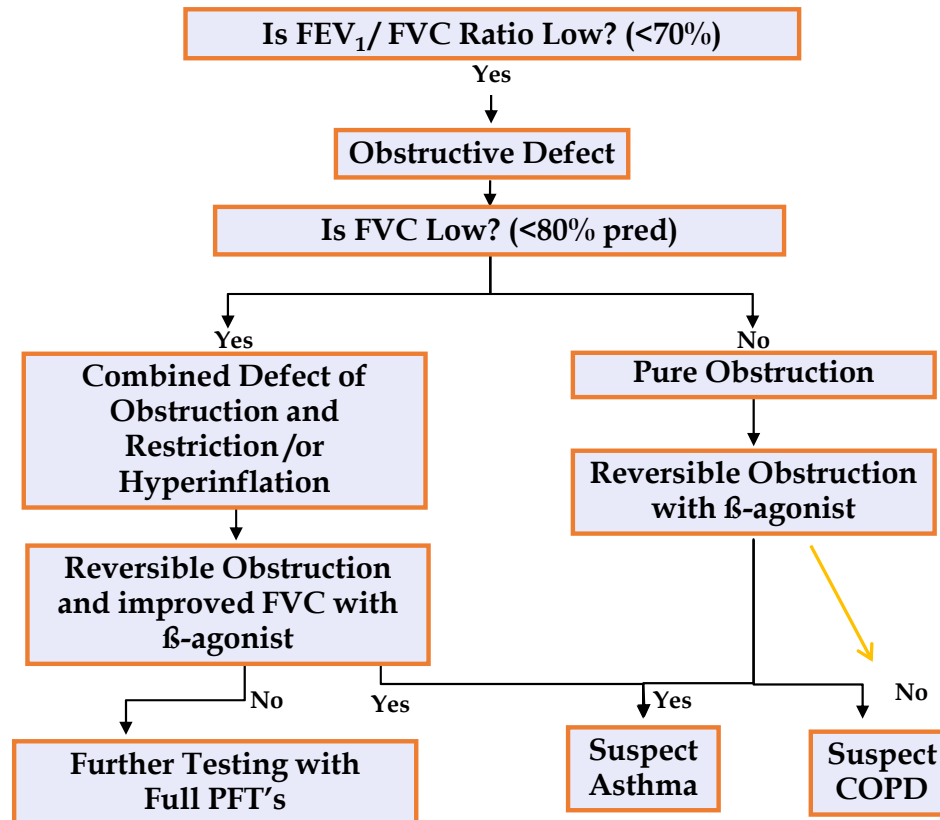 Is FEV₁/ FVC Ratio Low? (<70%)
Yes
Obstructive Defect
Is FVC Low? (<80% pred)
Yes
No
Combined Defect of
Obstruction and
Restriction /or
Hyperinflation
Pure Obstruction
Reversible Obstruction
with ß-agonist
Reversible Obstruction
and improved FVC with
ß-agonist
No
Yes
Yes
No
Further Testing with
Full PFT's
Suspect
Asthma
Suspect
COPD